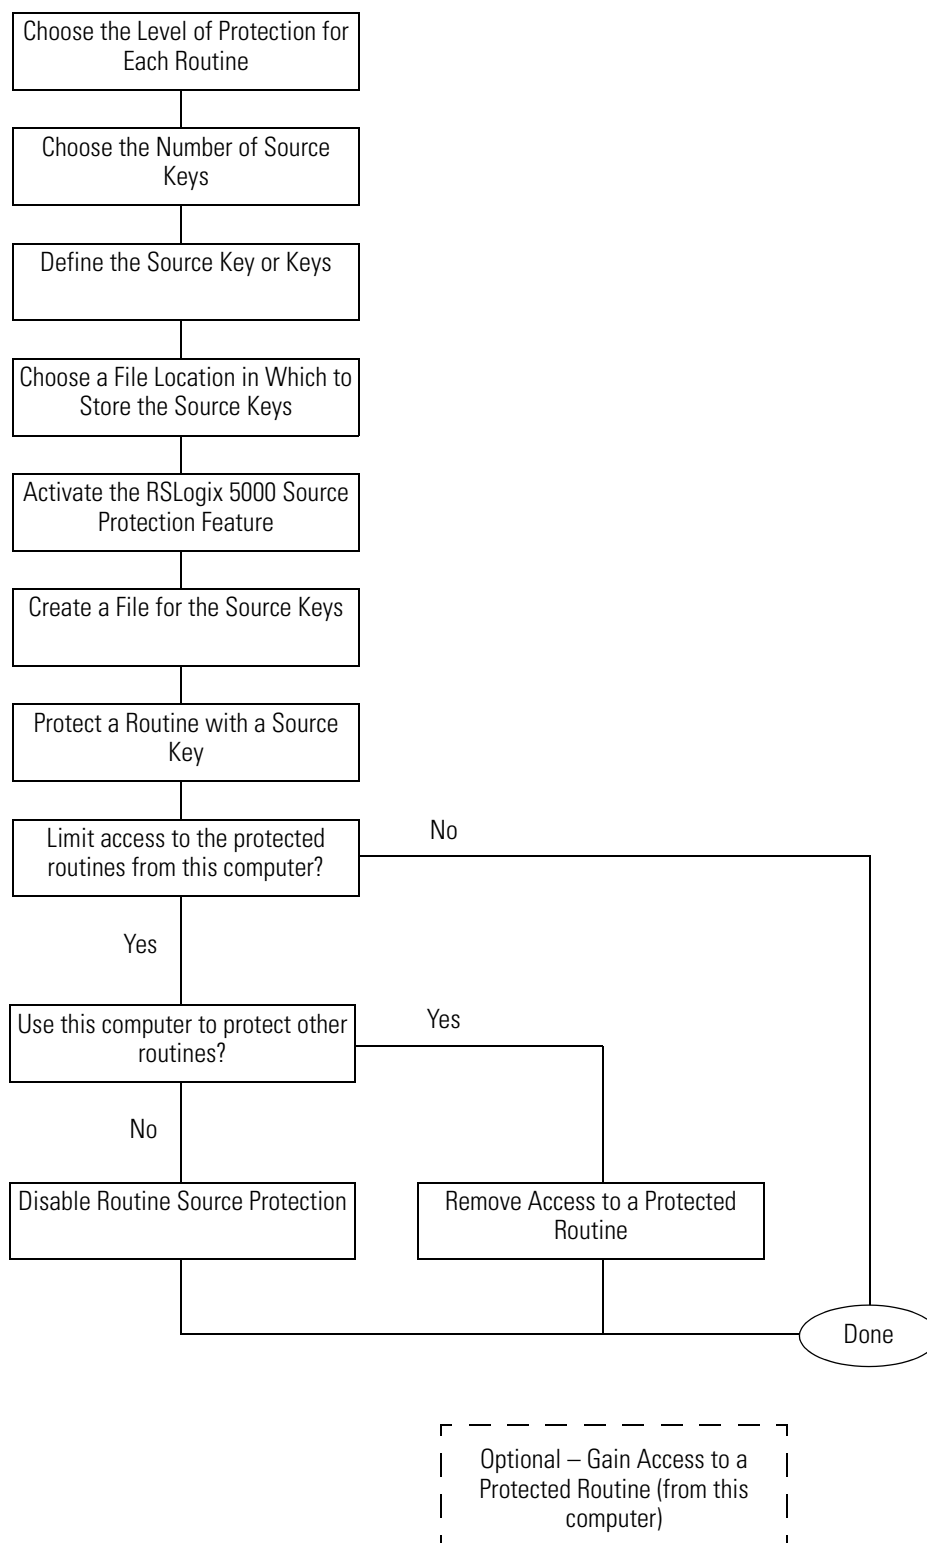 Choose the Level of Protection for
Each Routine
Choose the Number of Source
Keys
Define the Source Key or Keys
Choose a File Location in Which to
Store the Source Keys
Activate the RSLogix 5000 Source
Protection Feature
Create a File for the Source Keys
Protect a Routine with a Source
Key
Limit access to the protected
routines from this computer?
No
Yes
Use this computer to protect other
routines?
Yes
No
Disable Routine Source Protection
Remove Access to a Protected
Routine
Done
Optional – Gain Access to a
Protected Routine (from this
computer)